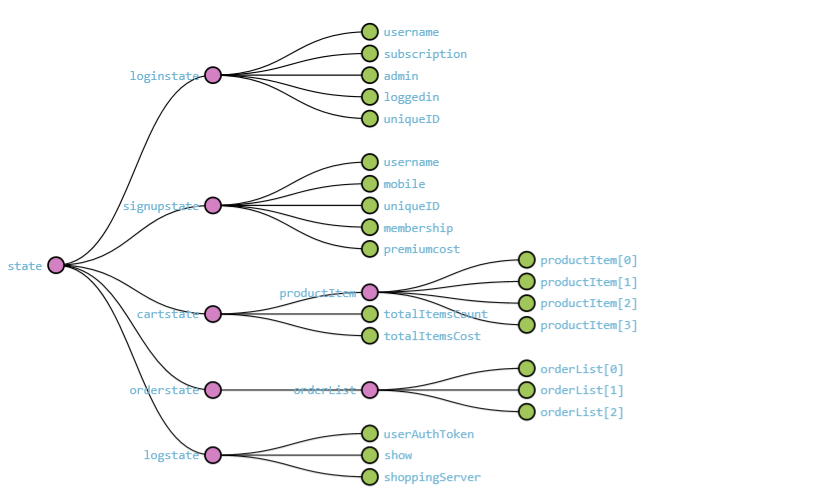 username
subscription
loginstate
admin
loggedin
uniqueID
username
mobile
signupstate
uniqueID
membership
premiumcost
state
productItem[0]
productItem[1]
productItem
productItem[2]
cartstate
totalItemsCount
productItem[3]
totalItemsCost
orderList[0]
orderstate
orderList
orderList[1]
orderList[2]
userAuthToken
logstate
show
shoppingServer